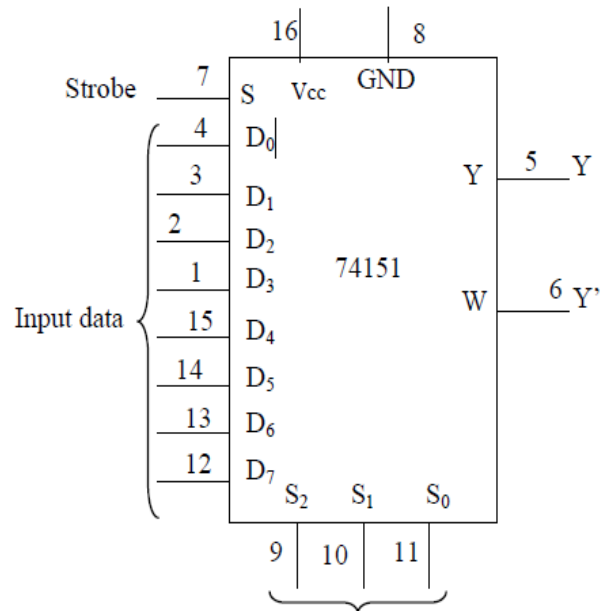 16 8
7 Vcc GND
Strobe S
4 D₀
3 D₁
2 D₂
1 D₃
Input data
15 D₄
14 D₅
13 D₆
12 D₇
74151
Y 5 Y
W 6 Y’
S₂ S₁ S₀
9 10 11